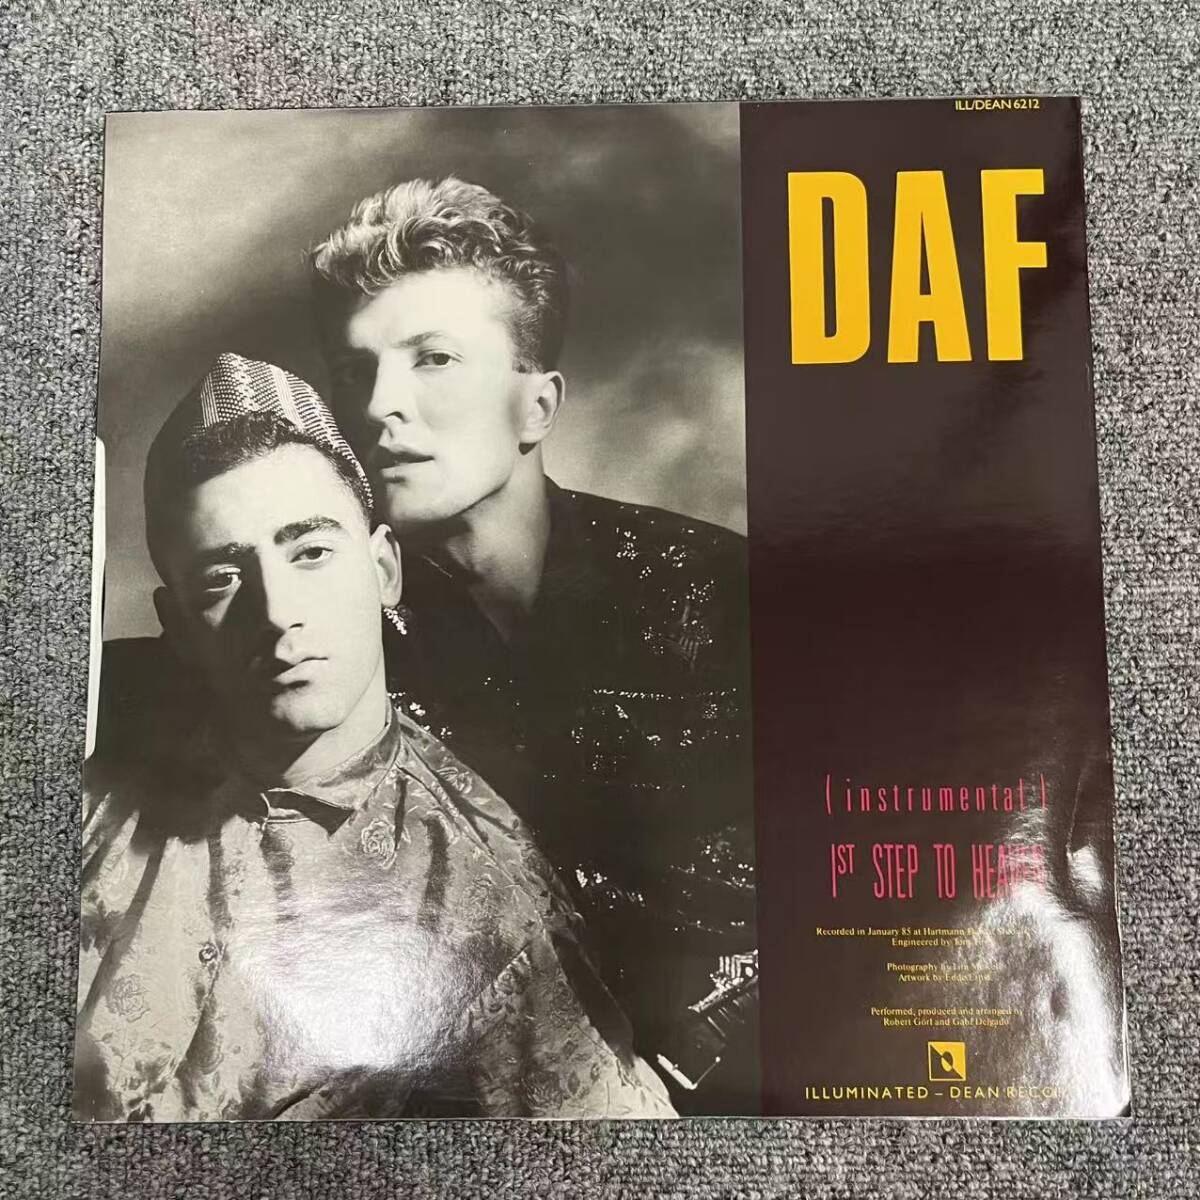 ILL/DEAN 6212
DAF
(instrumental)
1ST STEP TO HEAVEN
Recorded in January 85 at Hartmann
Engineered by
Photography by
Artwork by
Performed, produced and arranged by
Robert Görl and Gabi Delgado
ILLUMINATED – DEAN RECORDS